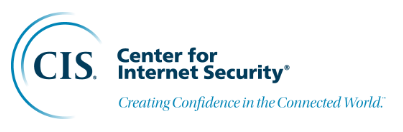 CIS®
Center for
Internet Security®
Creating Confidence in the Connected World.™